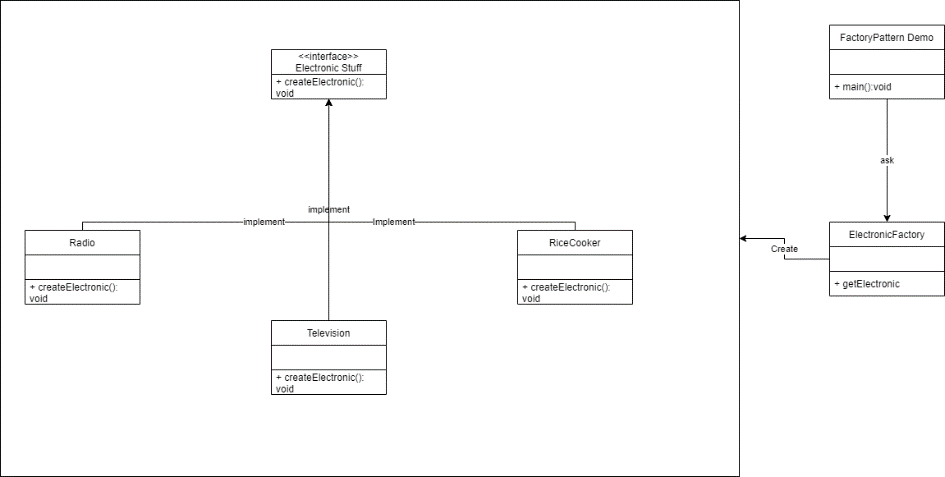 <<interface>>
Electronic Stuff
+ createElectronic():
void
FactoryPattern Demo
+ main():void
ask
implement
implement
Implement
Radio
+ createElectronic():
void
RiceCooker
+ createElectronic():
void
ElectronicFactory
+ getElectronic
Create
Television
+ createElectronic():
void